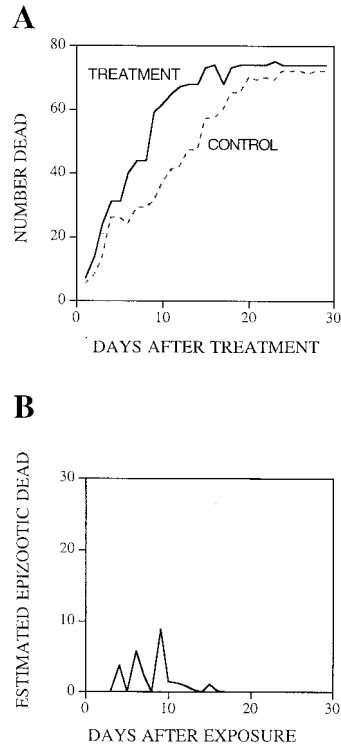 A
80
60
40
20
0
NUMBER DEAD
TREATMENT
CONTROL
0 10 20 30
DAYS AFTER TREATMENT
B
30
20
10
0
ESTIMATED EPIZOOTIC DEAD
0 10 20 30
DAYS AFTER EXPOSURE